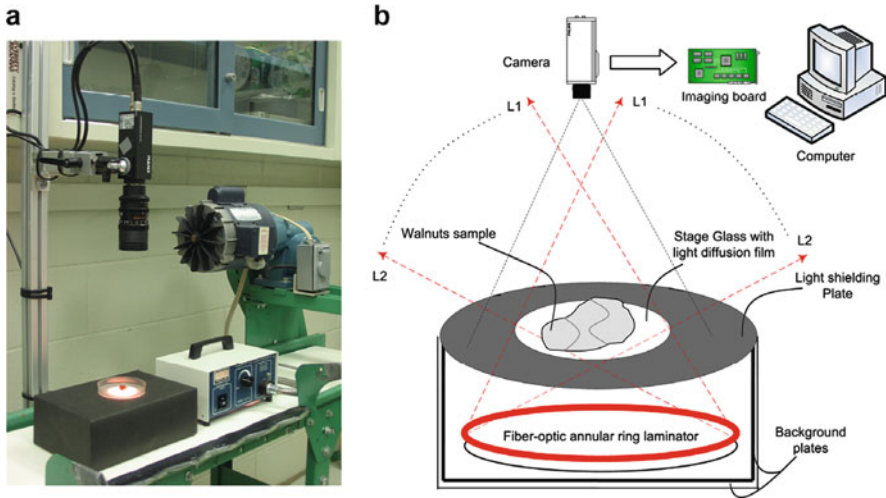 a
b
Camera
Imaging board
Computer
L1
L1
L2
L2
Walnuts sample
Stage Glass with
light diffusion film
Light shielding
Plate
Fiber-optic annular ring laminator
Background
plates